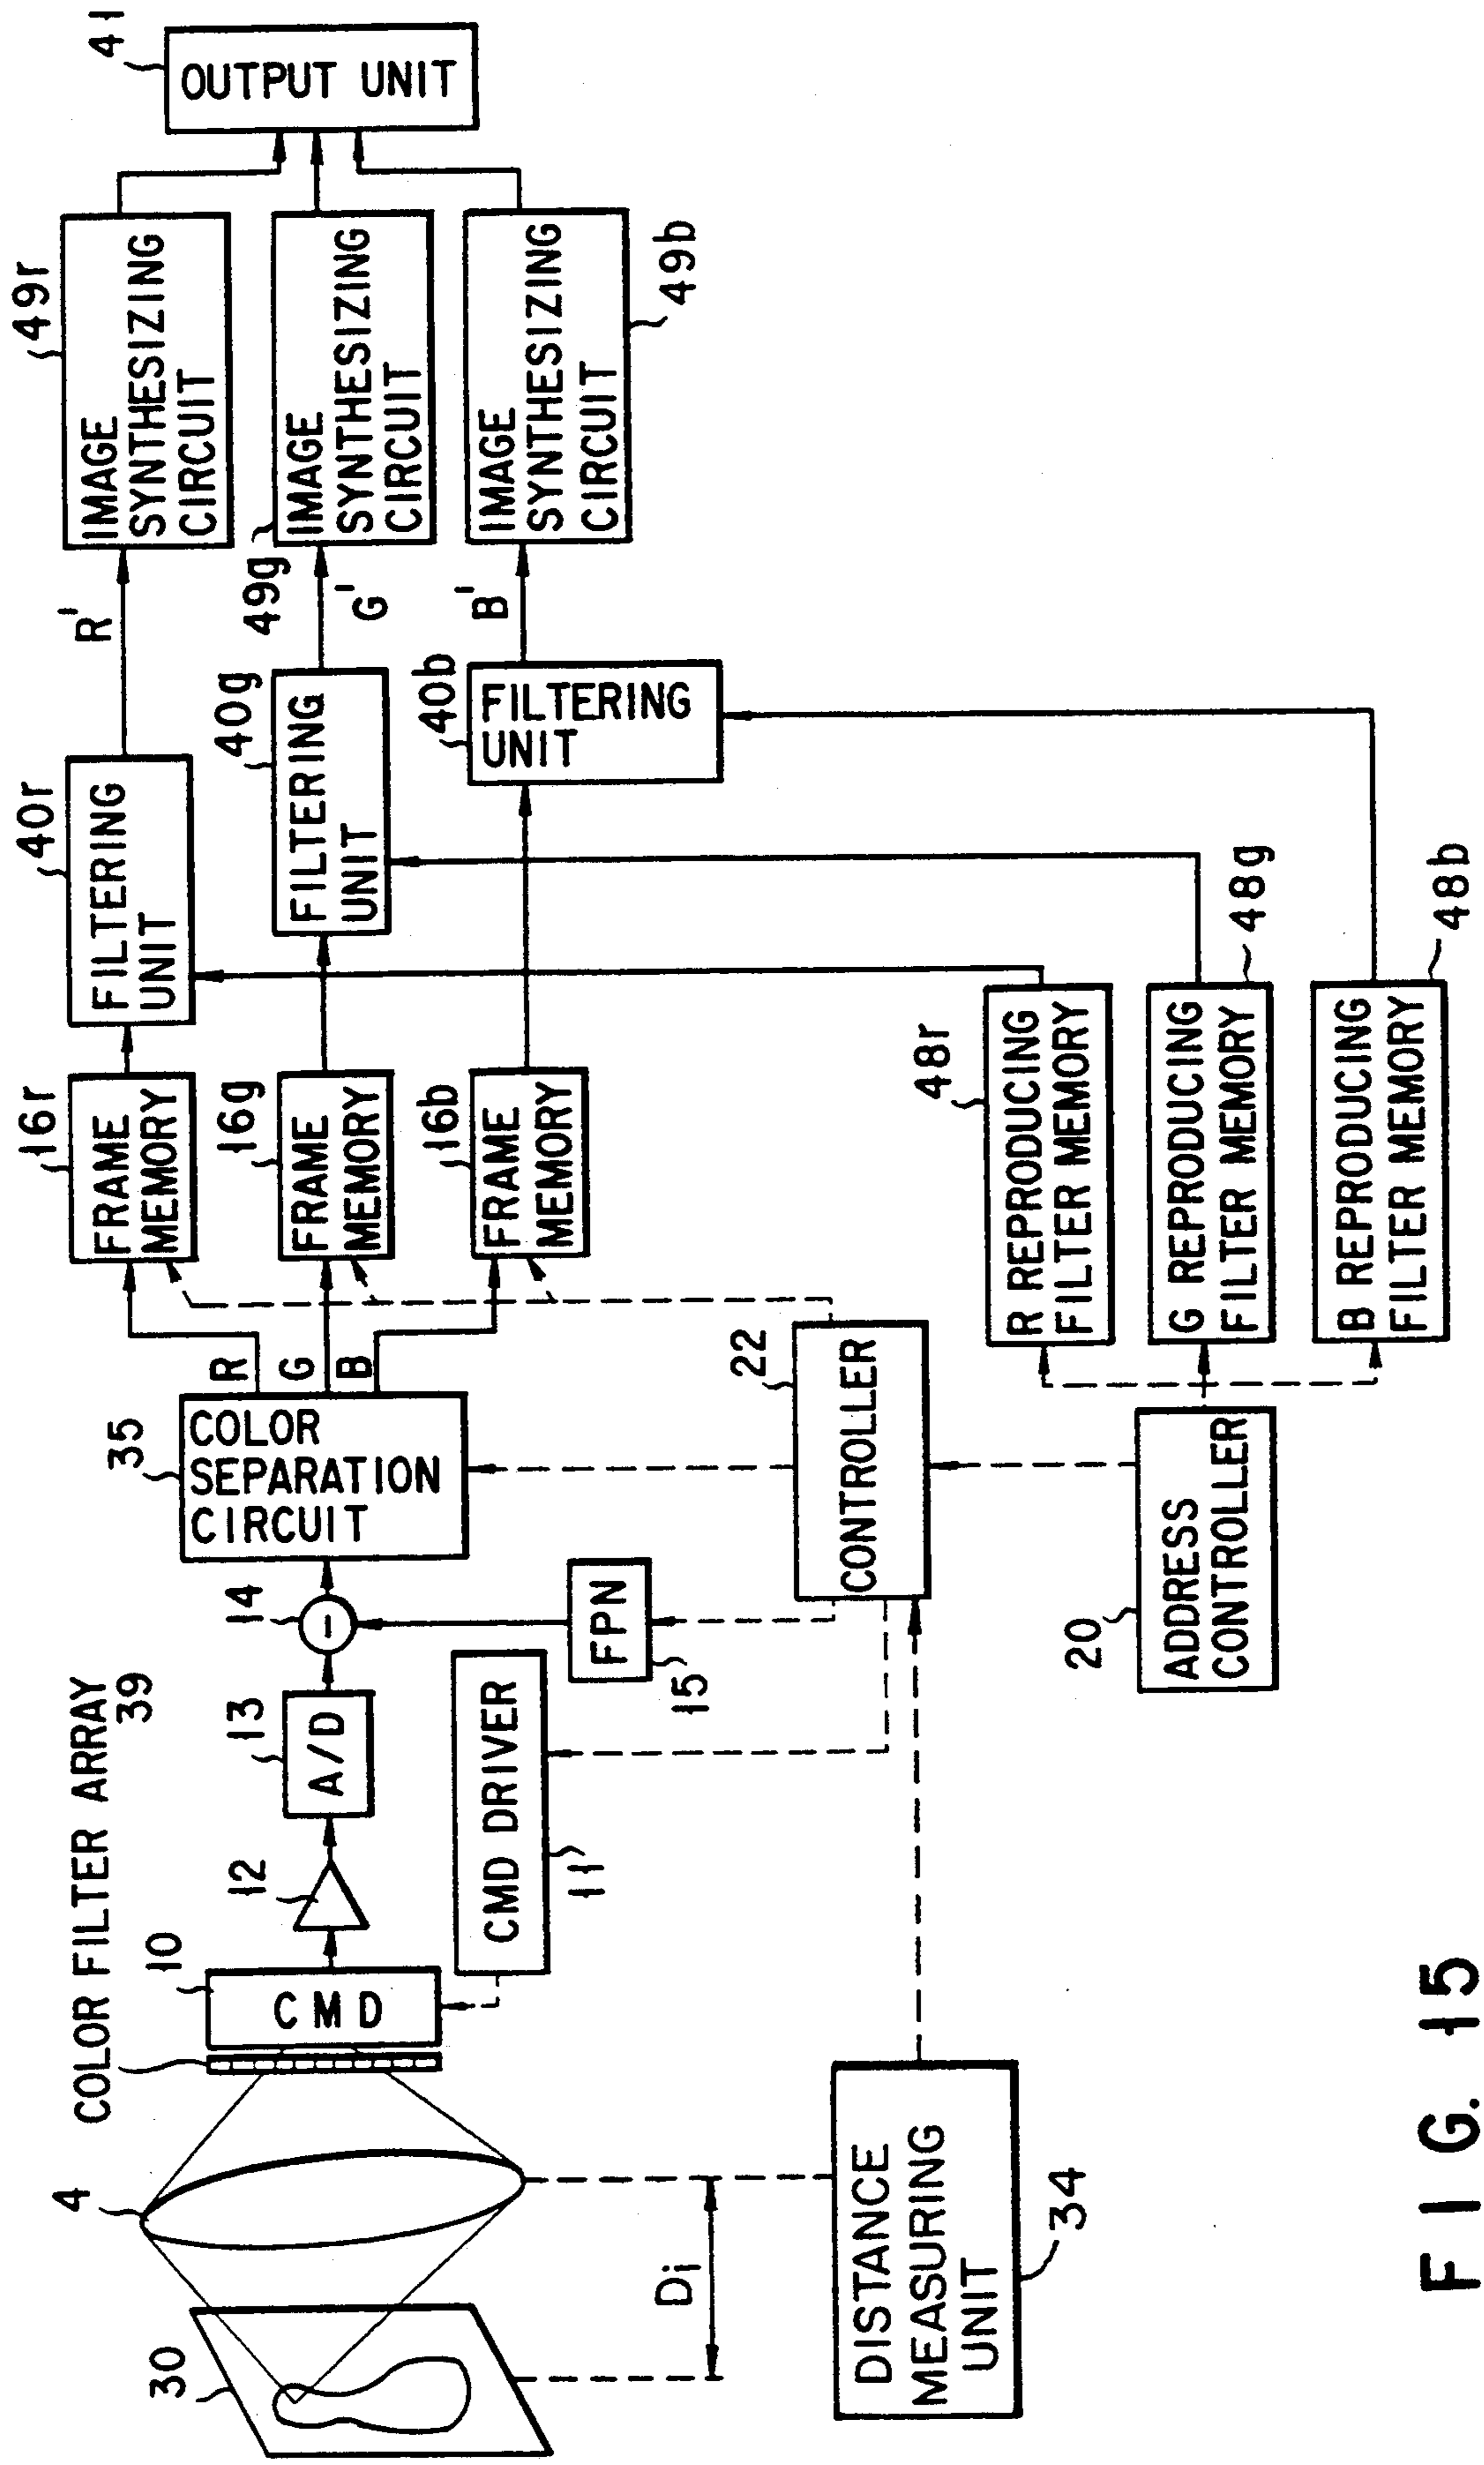 30
4
COLOR FILTER ARRAY
39
10
CMD
12
13
A/D
14
35
COLOR
SEPARATION
CIRCUIT
R
G
B
16r
FRAME
MEMORY
16g
FRAME
MEMORY
16b
FRAME
MEMORY
40r
FILTERING
UNIT
40g
FILTERING
UNIT
40b
FILTERING
UNIT
R'
G'
B'
49r
IMAGE
SYNTHESIZING
CIRCUIT
49g
IMAGE
SYNTHESIZING
CIRCUIT
49b
IMAGE
SYNTHESIZING
CIRCUIT
41
OUTPUT UNIT
CMD DRIVER
11
FPN
15
Di
DISTANCE
MEASURING
UNIT
34
22
CONTROLLER
20
ADDRESS
CONTROLLER
48r
R REPRODUCING
FILTER MEMORY
G REPRODUCING
FILTER MEMORY
48g
B REPRODUCING
FILTER MEMORY
48b
FIG. 15